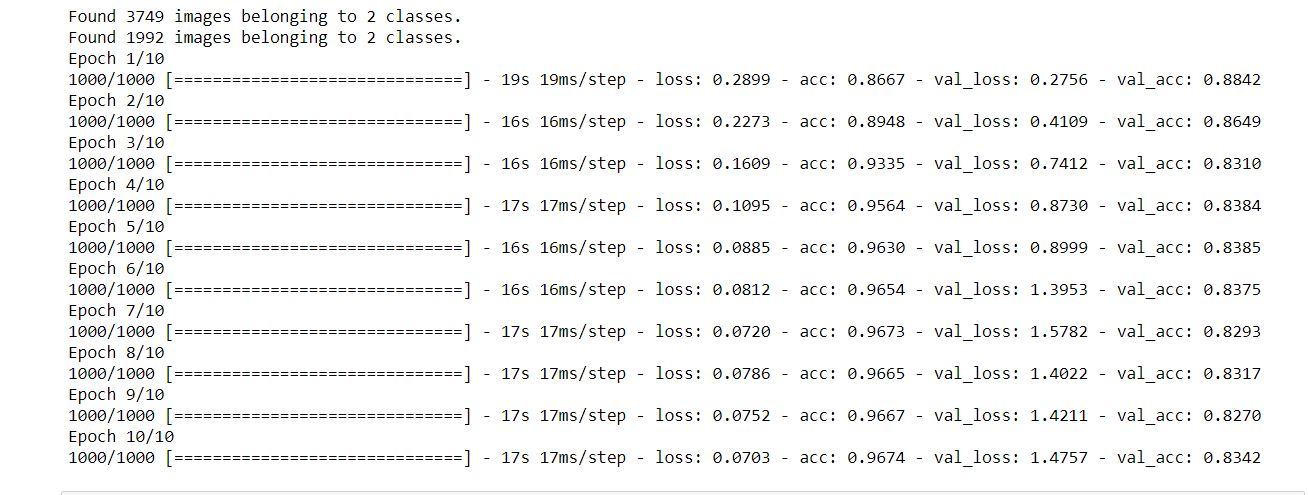 Found 3749 images belonging to 2 classes.
Found 1992 images belonging to 2 classes.
Epoch 1/10
1000/1000 [==============================] - 19s 19ms/step - loss: 0.2899 - acc: 0.8667 - val_loss: 0.2756 - val_acc: 0.8842
Epoch 2/10
1000/1000 [==============================] - 16s 16ms/step - loss: 0.2273 - acc: 0.8948 - val_loss: 0.4109 - val_acc: 0.8649
Epoch 3/10
1000/1000 [==============================] - 16s 16ms/step - loss: 0.1609 - acc: 0.9335 - val_loss: 0.7412 - val_acc: 0.8310
Epoch 4/10
1000/1000 [==============================] - 17s 17ms/step - loss: 0.1095 - acc: 0.9564 - val_loss: 0.8730 - val_acc: 0.8384
Epoch 5/10
1000/1000 [==============================] - 16s 16ms/step - loss: 0.0885 - acc: 0.9630 - val_loss: 0.8999 - val_acc: 0.8385
Epoch 6/10
1000/1000 [==============================] - 16s 16ms/step - loss: 0.0812 - acc: 0.9654 - val_loss: 1.3953 - val_acc: 0.8375
Epoch 7/10
1000/1000 [==============================] - 17s 17ms/step - loss: 0.0720 - acc: 0.9673 - val_loss: 1.5782 - val_acc: 0.8293
Epoch 8/10
1000/1000 [==============================] - 17s 17ms/step - loss: 0.0786 - acc: 0.9665 - val_loss: 1.4022 - val_acc: 0.8317
Epoch 9/10
1000/1000 [==============================] - 17s 17ms/step - loss: 0.0752 - acc: 0.9667 - val_loss: 1.4211 - val_acc: 0.8270
Epoch 10/10
1000/1000 [==============================] - 17s 17ms/step - loss: 0.0703 - acc: 0.9674 - val_loss: 1.4757 - val_acc: 0.8342